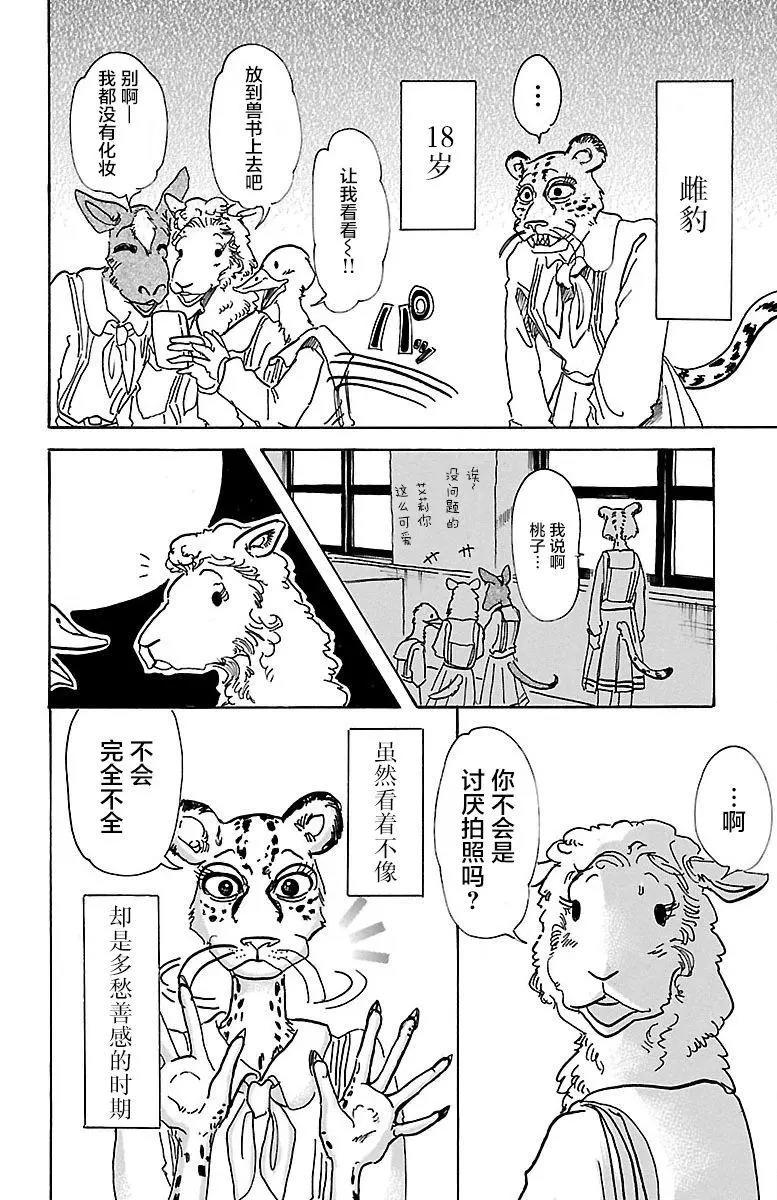 雌豹
…
18岁
让我看看~!!
放到兽书上去吧
别啊—
我都没有化妆
パパッ
我说啊
桃子…
诶~
没问题的
艾莉你
这么可爱
…啊
你不会是
讨厌拍照吗?
虽然看着不像
不会
完全不全
却是多愁善感的时期